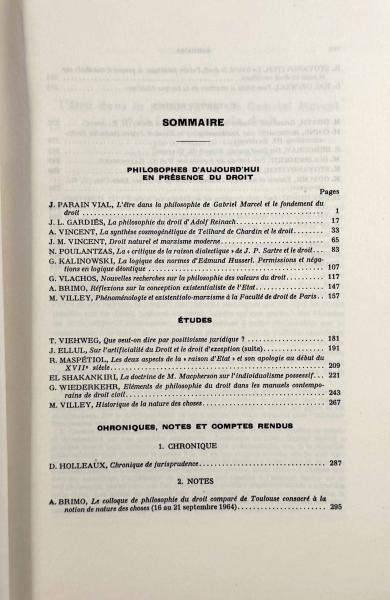 SOMMAIRE
PHILOSOPHES D'AUJOURD'HUI
EN PRÉSENCE DU DROIT
Pages
J. PARAIN VIAL, L'être dans la philosophie de Gabriel Marcel et le fondement du
droit 1
J. L. GARDIÈS, La philosophie du droit d'Adolf Reinach 17
A. VINCENT, La synthèse cosmogénétique de Teilhard de Chardin et le droit 33
J. M. VINCENT, Droit naturel et marxisme moderne 65
N. POULANTZAS, La « critique de la raison dialectique » de J. P. Sartre et le droit 83
G. KALINOWSKI, La logique des normes d'Edmund Husserl. Permissions et négations
en logique déontique 107
G. VLACHOS, Nouvelles recherches sur la philosophie des valeurs du droit 117
A. BRIMO, Réflexions sur la conception existentialiste de l'Etat 147
M. VILLEY, Phénoménologie et existentialo-marxisme à la Faculté de droit de Paris 157
ÉTUDES
T. VIEHWEG, Que veut-on dire par positivisme juridique ? 181
J. ELLUL, Sur l'artificialité du Droit et le droit d'exception (suite) 191
R. MASPÉTIOL, Les deux aspects de la « raison d'Etat » et son apologie au début du
XVIIe siècle 209
EL SHAKANKIRI, La doctrine de M. Macpherson sur l'individualisme possessif 221
G. WIEDERKEHR, Eléments de philosophie du droit dans les manuels contemporains
de droit civil 243
M. VILLEY, Historique de la nature des choses 267
CHRONIQUES, NOTES ET COMPTES RENDUS
1. CHRONIQUE
D. HOLLEAUX, Chronique de jurisprudence 287
2. NOTES
A. BRIMO, Le colloque de philosophie du droit comparé de Toulouse consacré à la
notion de nature des choses (16 au 21 septembre 1964) 295